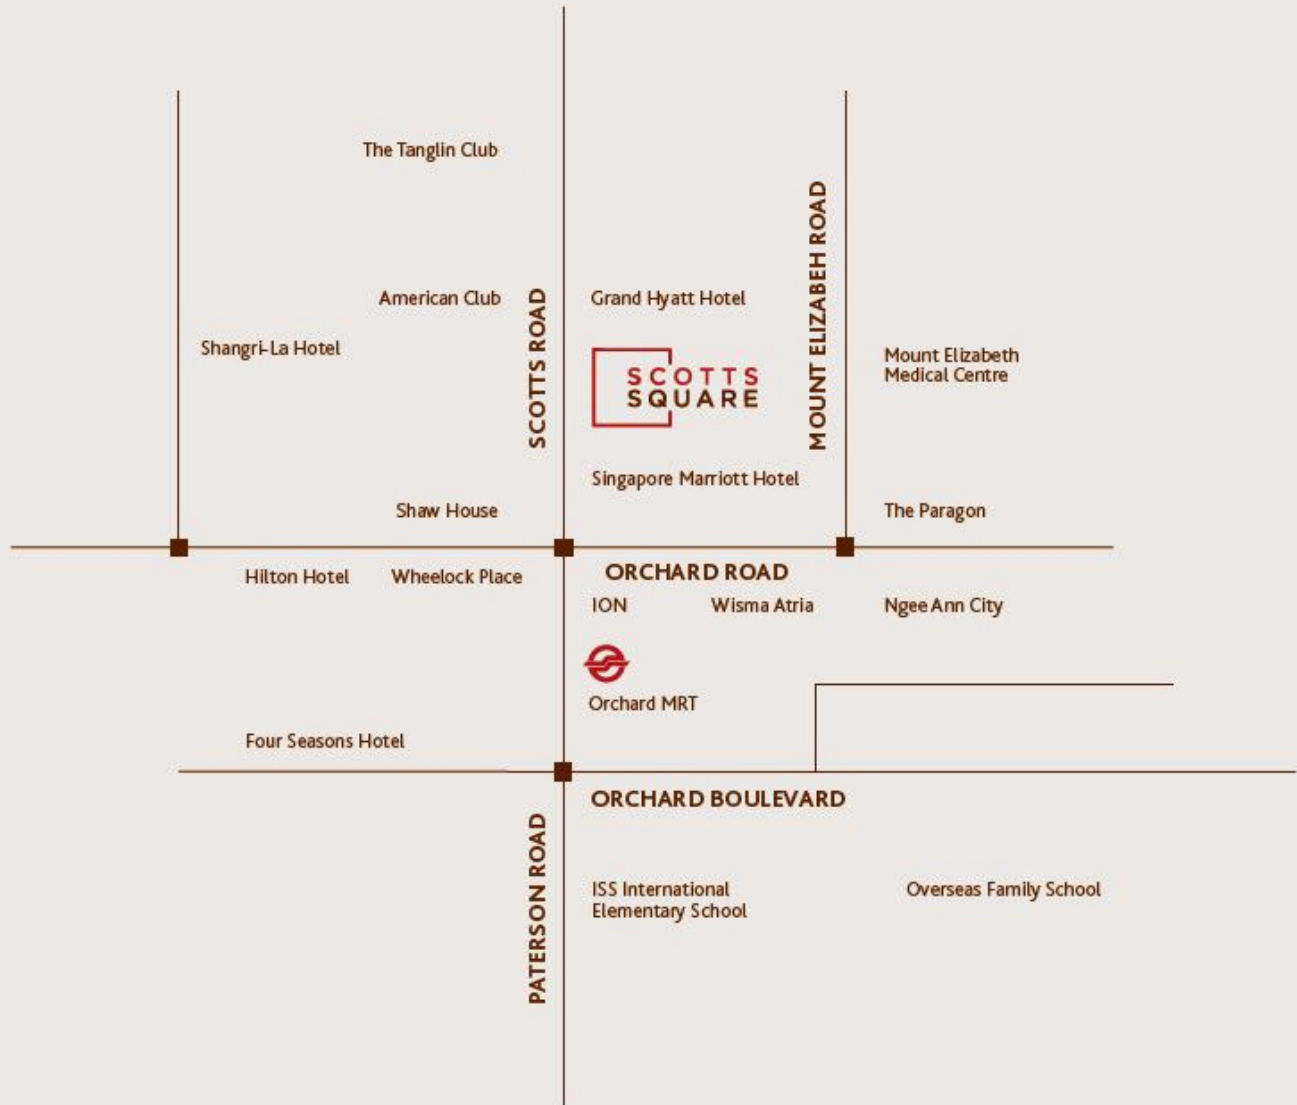 The Tanglin Club
American Club
Grand Hyatt Hotel
Shangri-La Hotel
SCOTTS ROAD
SCOTTS
SQUARE
MOUNT ELIZABEH ROAD
Mount Elizabeth
Medical Centre
Singapore Marriott Hotel
Shaw House
The Paragon
Hilton Hotel
Wheelock Place
ORCHARD ROAD
ION
Wisma Atria
Ngee Ann City
Orchard MRT
Four Seasons Hotel
ORCHARD BOULEVARD
PATERSON ROAD
ISS International
Elementary School
Overseas Family School